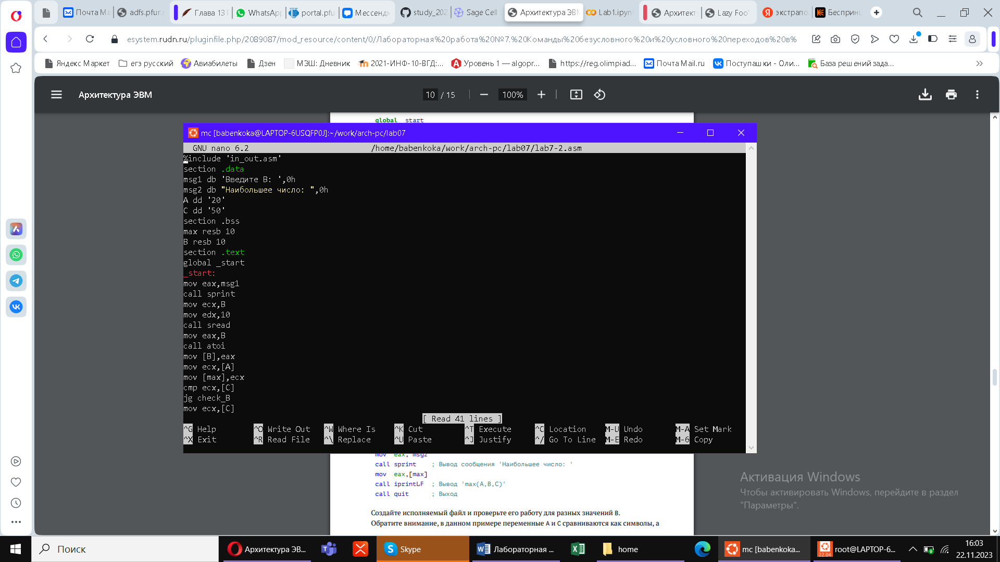 Почта Ma
adfs.pfur.r
Глава 13 F
WhatsApp
portal.pfu
Мессендж
study_202
Sage Cell
Архитектура ЭВМ
Lab1.ipyn
Архитект
Lazy Foo'
экстрапо
Беспринц
esystem.rudn.ru/pluginfile.php/2089087/mod_resource/content/0/Лабораторная%20работа%20№7.%20Команды%20безусловного%20и%20условного%20переходов%20в%
Яндекс Маркет
егэ русский
Авиабилеты
Дзен
МЭШ: Дневник
2021-ИНФ-10-ВГД:...
Уровень 1 — algopr...
https://reg.olimpiad...
Почта Mail.ru
Поступашки - Оли...
База решений зада...
Архитектура ЭВМ
10 / 15
100%
global _start
mc [babenkoka@LAPTOP-6USQFP0J]:~/work/arch-pc/lab07
GNU nano 6.2 /home/babenkoka/work/arch-pc/lab07/lab7-2.asm
%include 'in_out.asm'
section .data
msg1 db 'Введите В: ',0h
msg2 db "Наибольшее число: ",0h
A dd '20'
C dd '50'
section .bss
max resb 10
B resb 10
section .text
global _start
_start:
mov eax,msg1
call sprint
mov ecx,B
mov edx,10
call sread
mov eax,B
call atoi
mov [B],eax
mov ecx,[A]
mov [max],ecx
cmp ecx,[C]
jg check_B
mov ecx,[C]
[ Read 41 lines ]
^G Help ^O Write Out ^W Where Is ^K Cut ^T Execute ^C Location M-U Undo M-A Set Mark
^X Exit ^R Read File ^\ Replace ^U Paste ^J Justify ^/ Go To Line M-E Redo M-6 Copy
mov eax, msg2
call sprint ; Вывод сообщения 'Наибольшее число: '
mov eax,[max]
call iprintLF ; Вывод 'max(A,B,C)'
call quit ; Выход
Создайте исполняемый файл и проверьте его работу для разных значений B.
Обратите внимание, в данном примере переменные A и C сравниваются как символы, а
Активация Windows
Чтобы активировать Windows, перейдите в раздел
"Параметры".
Поиск
Архитектура ЭВ...
Skype
Лабораторная ...
home
mc [babenkoka...
22.04
root@LAPTOP-6...
16:03
22.11.2023